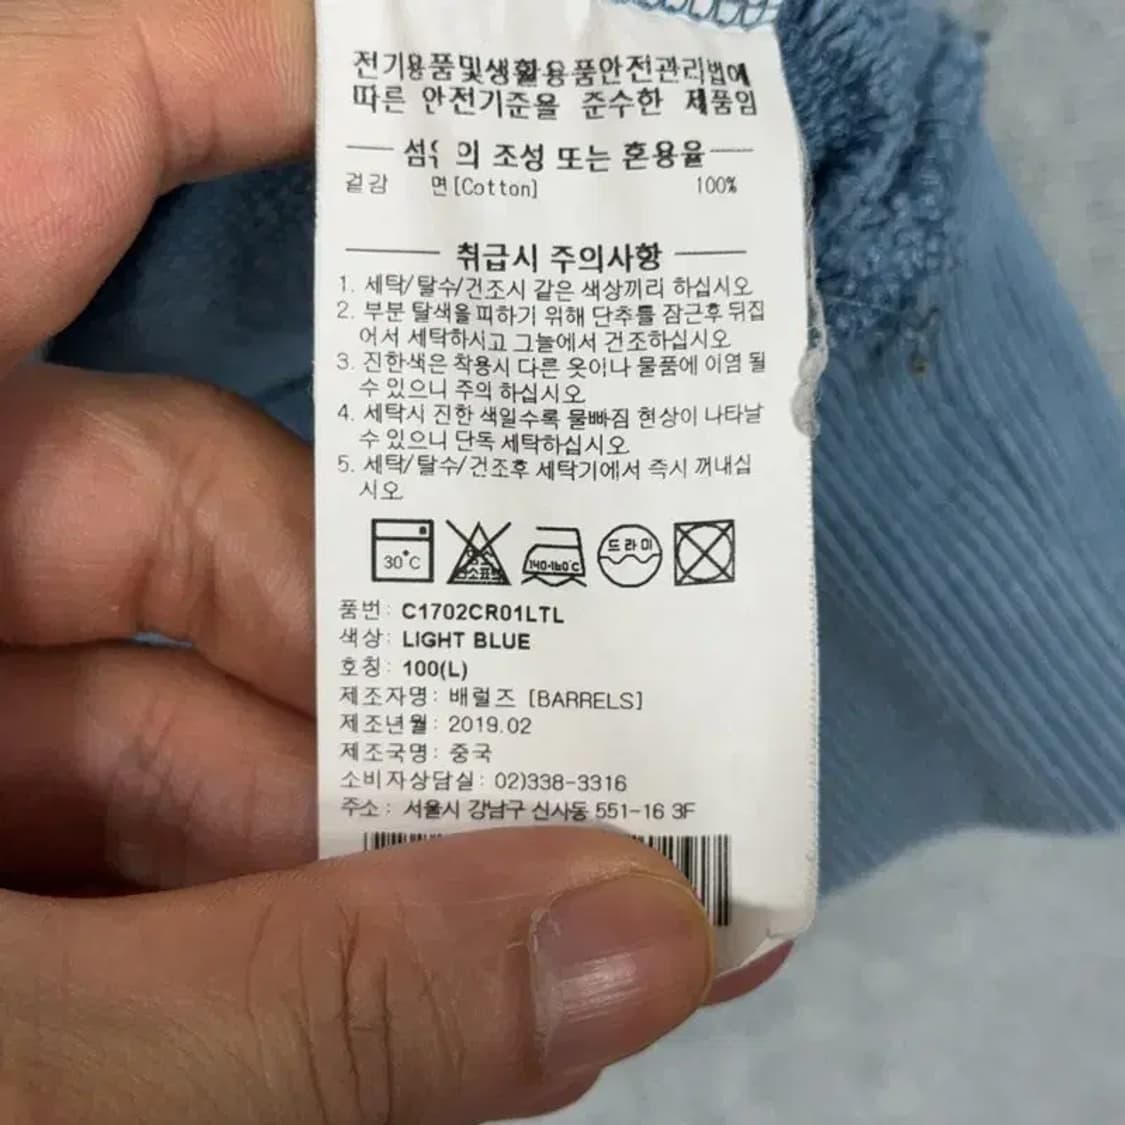 전기용품및생활용품안전관리법에
따른 안전기준을 준수한 제품임
의 조성 또는 혼용율
겉감 면[Cotton] 100%
취급시 주의사항
1. 세탁/탈수/건조시 같은 색상끼리 하십시오
2. 부분 탈색을 피하기 위해 단추를 잠근후 뒤집
어서 세탁하시고 그늘에서 건조하십시오
3. 진한색은 착용시 다른 옷이나 물품에 이염 될
수 있으니 주의 하십시오
4. 세탁시 진한 색일수록 물빠짐 현상이 나타날
수 있으니 단독 세탁하십시오
5. 세탁/탈수/건조후 세탁기에서 즉시 꺼내십
시오
30°C 140-160°C 드라이
품번: C1702CR01LTL
색상: LIGHT BLUE
호칭: 100(L)
제조자명: 배럴즈 [BARRELS]
제조년월: 2019.02
제조국명: 중국
소비자상담실: 02)338-3316
주소: 서울시 강남구 신사동 551-16 3F